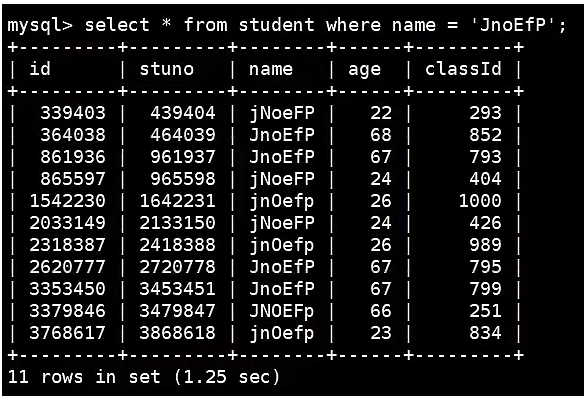 mysql> select * from student where name = 'JnoEfP';
+---------+---------+--------+------+---------+
| id      | stuno   | name   | age  | classId |
+---------+---------+--------+------+---------+
|  339403 |  439404 | jNoeFP |   22 |     293 |
|  364038 |  464039 | JnoEfP |   68 |     852 |
|  861936 |  961937 | JnoEfP |   67 |     793 |
|  865597 |  965598 | jNoeFP |   24 |     404 |
| 1542230 | 1642231 | jnOefp |   26 |    1000 |
| 2033149 | 2133150 | jNoeFP |   24 |     426 |
| 2318387 | 2418388 | jnOefp |   26 |     989 |
| 2620777 | 2720778 | JnoEfP |   67 |     795 |
| 3353450 | 3453451 | JnoEfP |   67 |     799 |
| 3379846 | 3479847 | JNOEFp |   66 |     251 |
| 3768617 | 3868618 | jnOefp |   23 |     834 |
+---------+---------+--------+------+---------+
11 rows in set (1.25 sec)